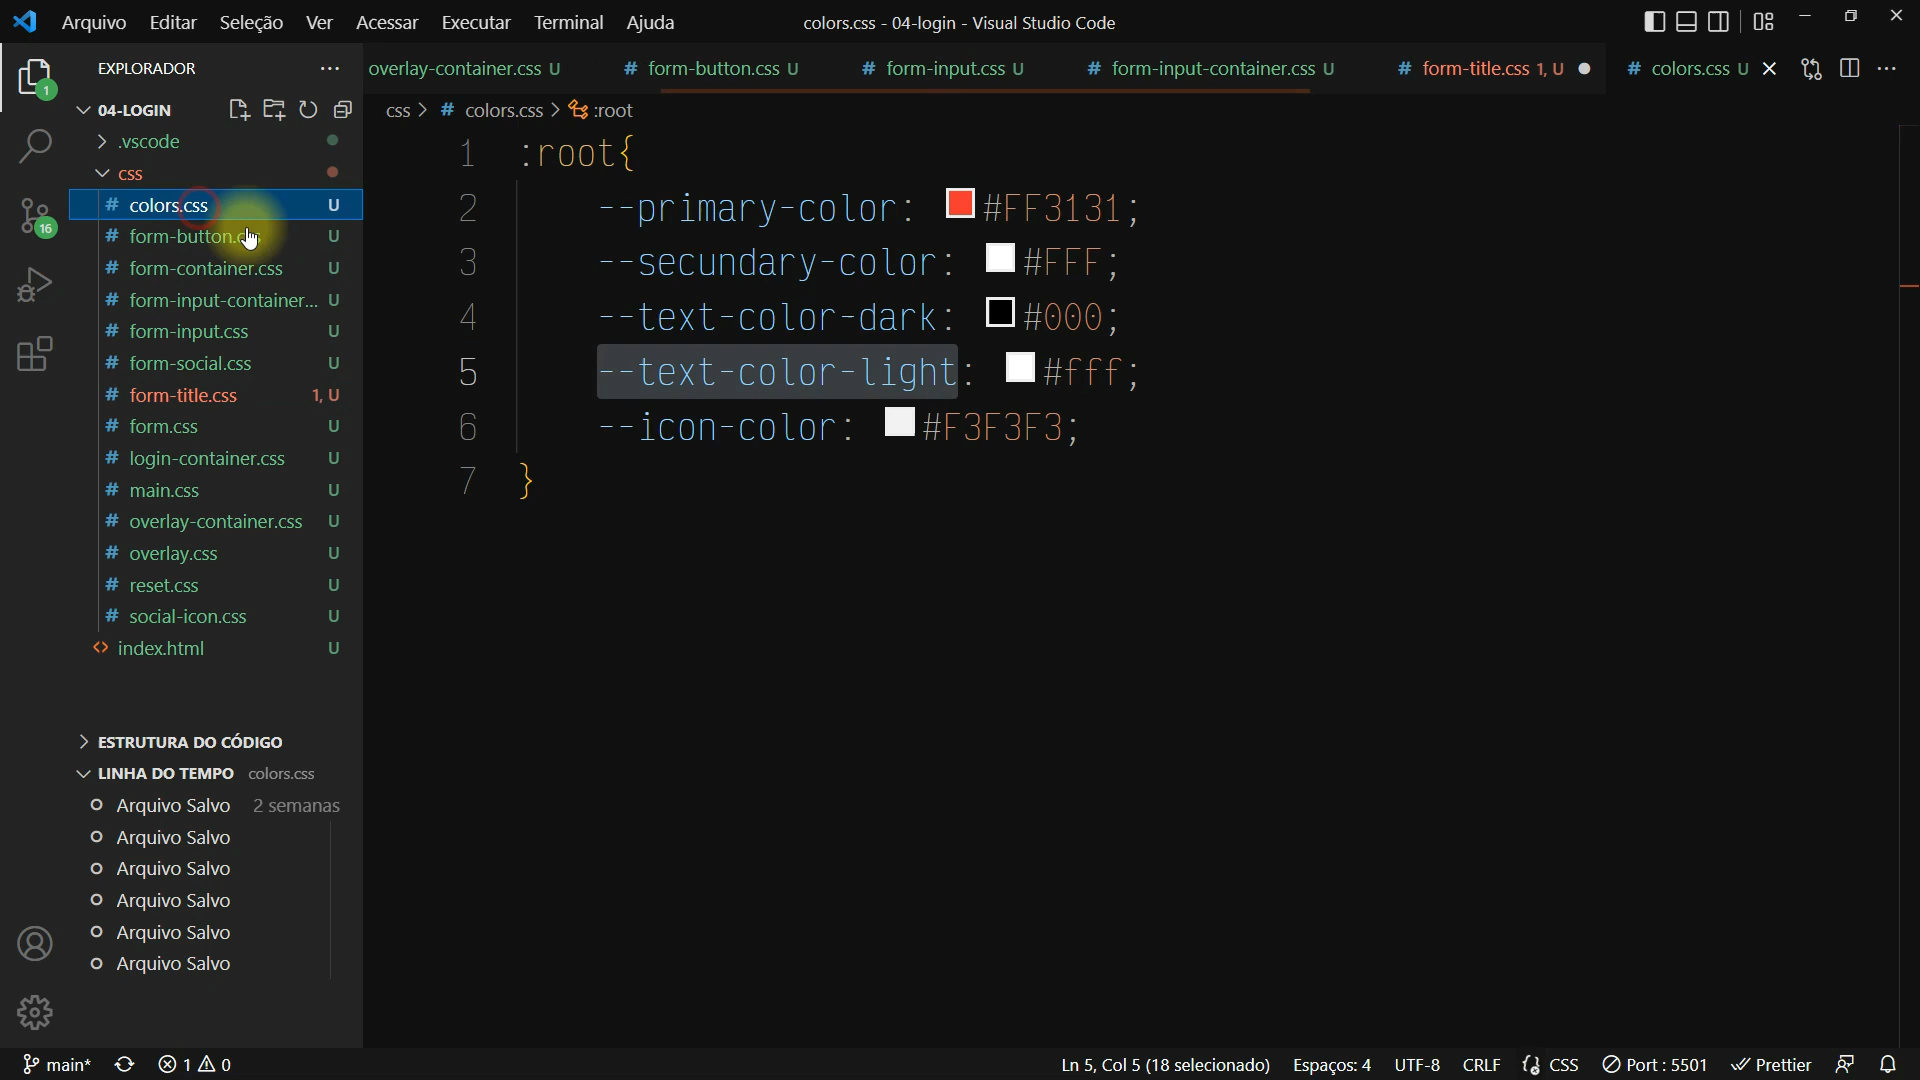 Arquivo Editar Seleção Ver Acessar Executar Terminal Ajuda
colors.css - 04-login - Visual Studio Code
EXPLORADOR
overlay-container.css U
# form-button.css U
# form-input.css U
# form-input-container.css U
# form-title.css 1, U
# colors.css U
04-LOGIN
css > # colors.css > :root
.vscode
css
# colors.css U
# form-button.c U
# form-container.css U
# form-input-container... U
# form-input.css U
# form-social.css U
# form-title.css 1, U
# form.css U
# login-container.css U
# main.css U
# overlay-container.css U
# overlay.css U
# reset.css U
# social-icon.css U
<> index.html U
1
16
1 :root{
2 --primary-color: #FF3131;
3 --secundary-color: #FFF;
4 --text-color-dark: #000;
5 --text-color-light: #fff;
6 --icon-color: #F3F3F3;
7 }
ESTRUTURA DO CÓDIGO
LINHA DO TEMPO colors.css
Arquivo Salvo 2 semanas
Arquivo Salvo
Arquivo Salvo
Arquivo Salvo
Arquivo Salvo
Arquivo Salvo
main* 1 0
Ln 5, Col 5 (18 selecionado) Espaços: 4 UTF-8 CRLF {} CSS Port : 5501 Prettier